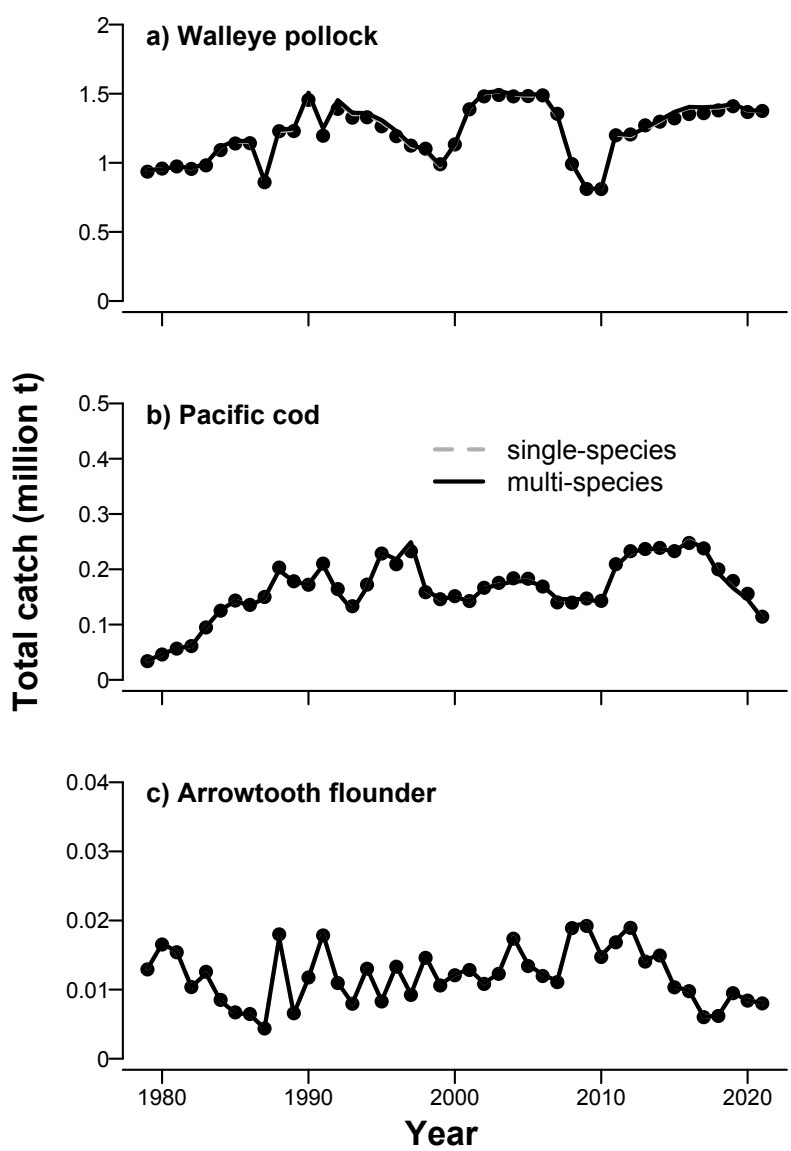 a) Walleye pollock
2
1.5
1
0.5
0
Total catch (million t)
b) Pacific cod
0.5
0.4
0.3
0.2
0.1
0
single-species
multi-species
c) Arrowtooth flounder
0.04
0.03
0.02
0.01
0
1980 1990 2000 2010 2020
Year